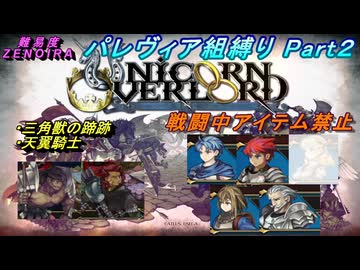 難易度
ZENOIRA
パレヴィア組縛り Part2
UNICORN
OVERLORD
戦闘中アイテム禁止
・三角獣の蹄跡
・天翼騎士